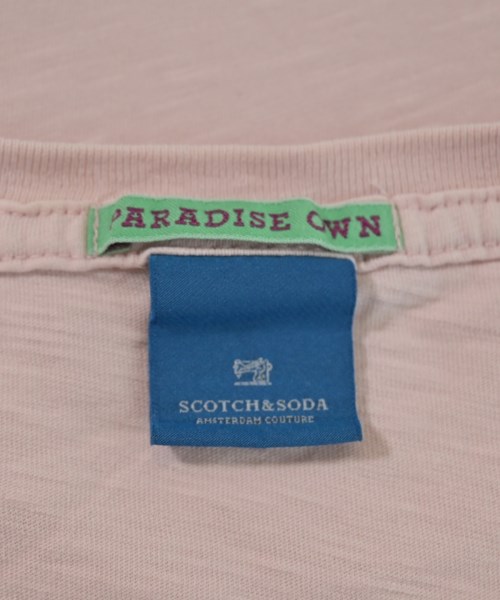 PARADISE OWN
SCOTCH&SODA
AMSTERDAM COUTURE